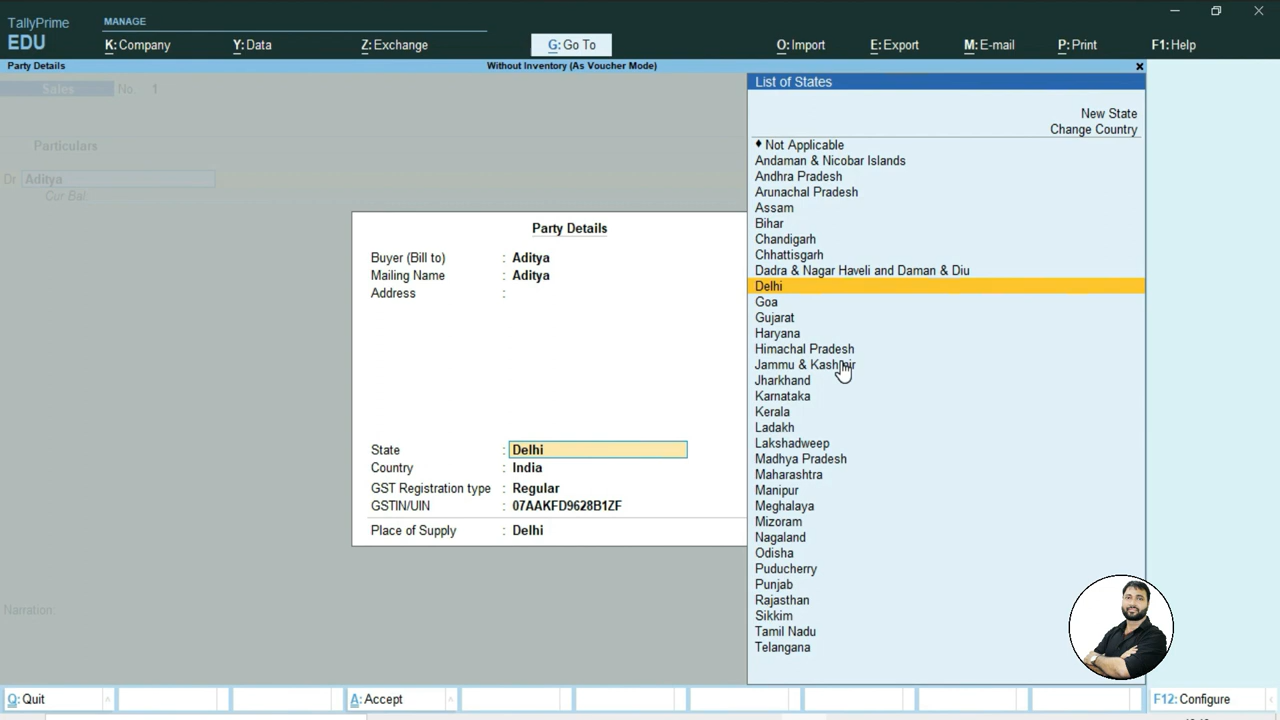 TallyPrime
MANAGE
EDU
K:Company
Y:Data
Z:Exchange
G:Go To
O:Import
E:Export
M:E-mail
P:Print
F1:Help
Party Details
Without Inventory (As Voucher Mode)
Sales
No. 1
Particulars
Dr Aditya
Cur Bal:
Party Details
Buyer (Bill to) : Aditya
Mailing Name : Aditya
Address :
State : Delhi
Country : India
GST Registration type : Regular
GSTIN/UIN : 07AAKFD9628B1ZF
Place of Supply : Delhi
List of States
New State
Change Country
♦ Not Applicable
Andaman & Nicobar Islands
Andhra Pradesh
Arunachal Pradesh
Assam
Bihar
Chandigarh
Chhattisgarh
Dadra & Nagar Haveli and Daman & Diu
Delhi
Goa
Gujarat
Haryana
Himachal Pradesh
Jammu & Kashmir
Jharkhand
Karnataka
Kerala
Ladakh
Lakshadweep
Madhya Pradesh
Maharashtra
Manipur
Meghalaya
Mizoram
Nagaland
Odisha
Puducherry
Punjab
Rajasthan
Sikkim
Tamil Nadu
Telangana
Narration:
Q:Quit
A:Accept
F12:Configure